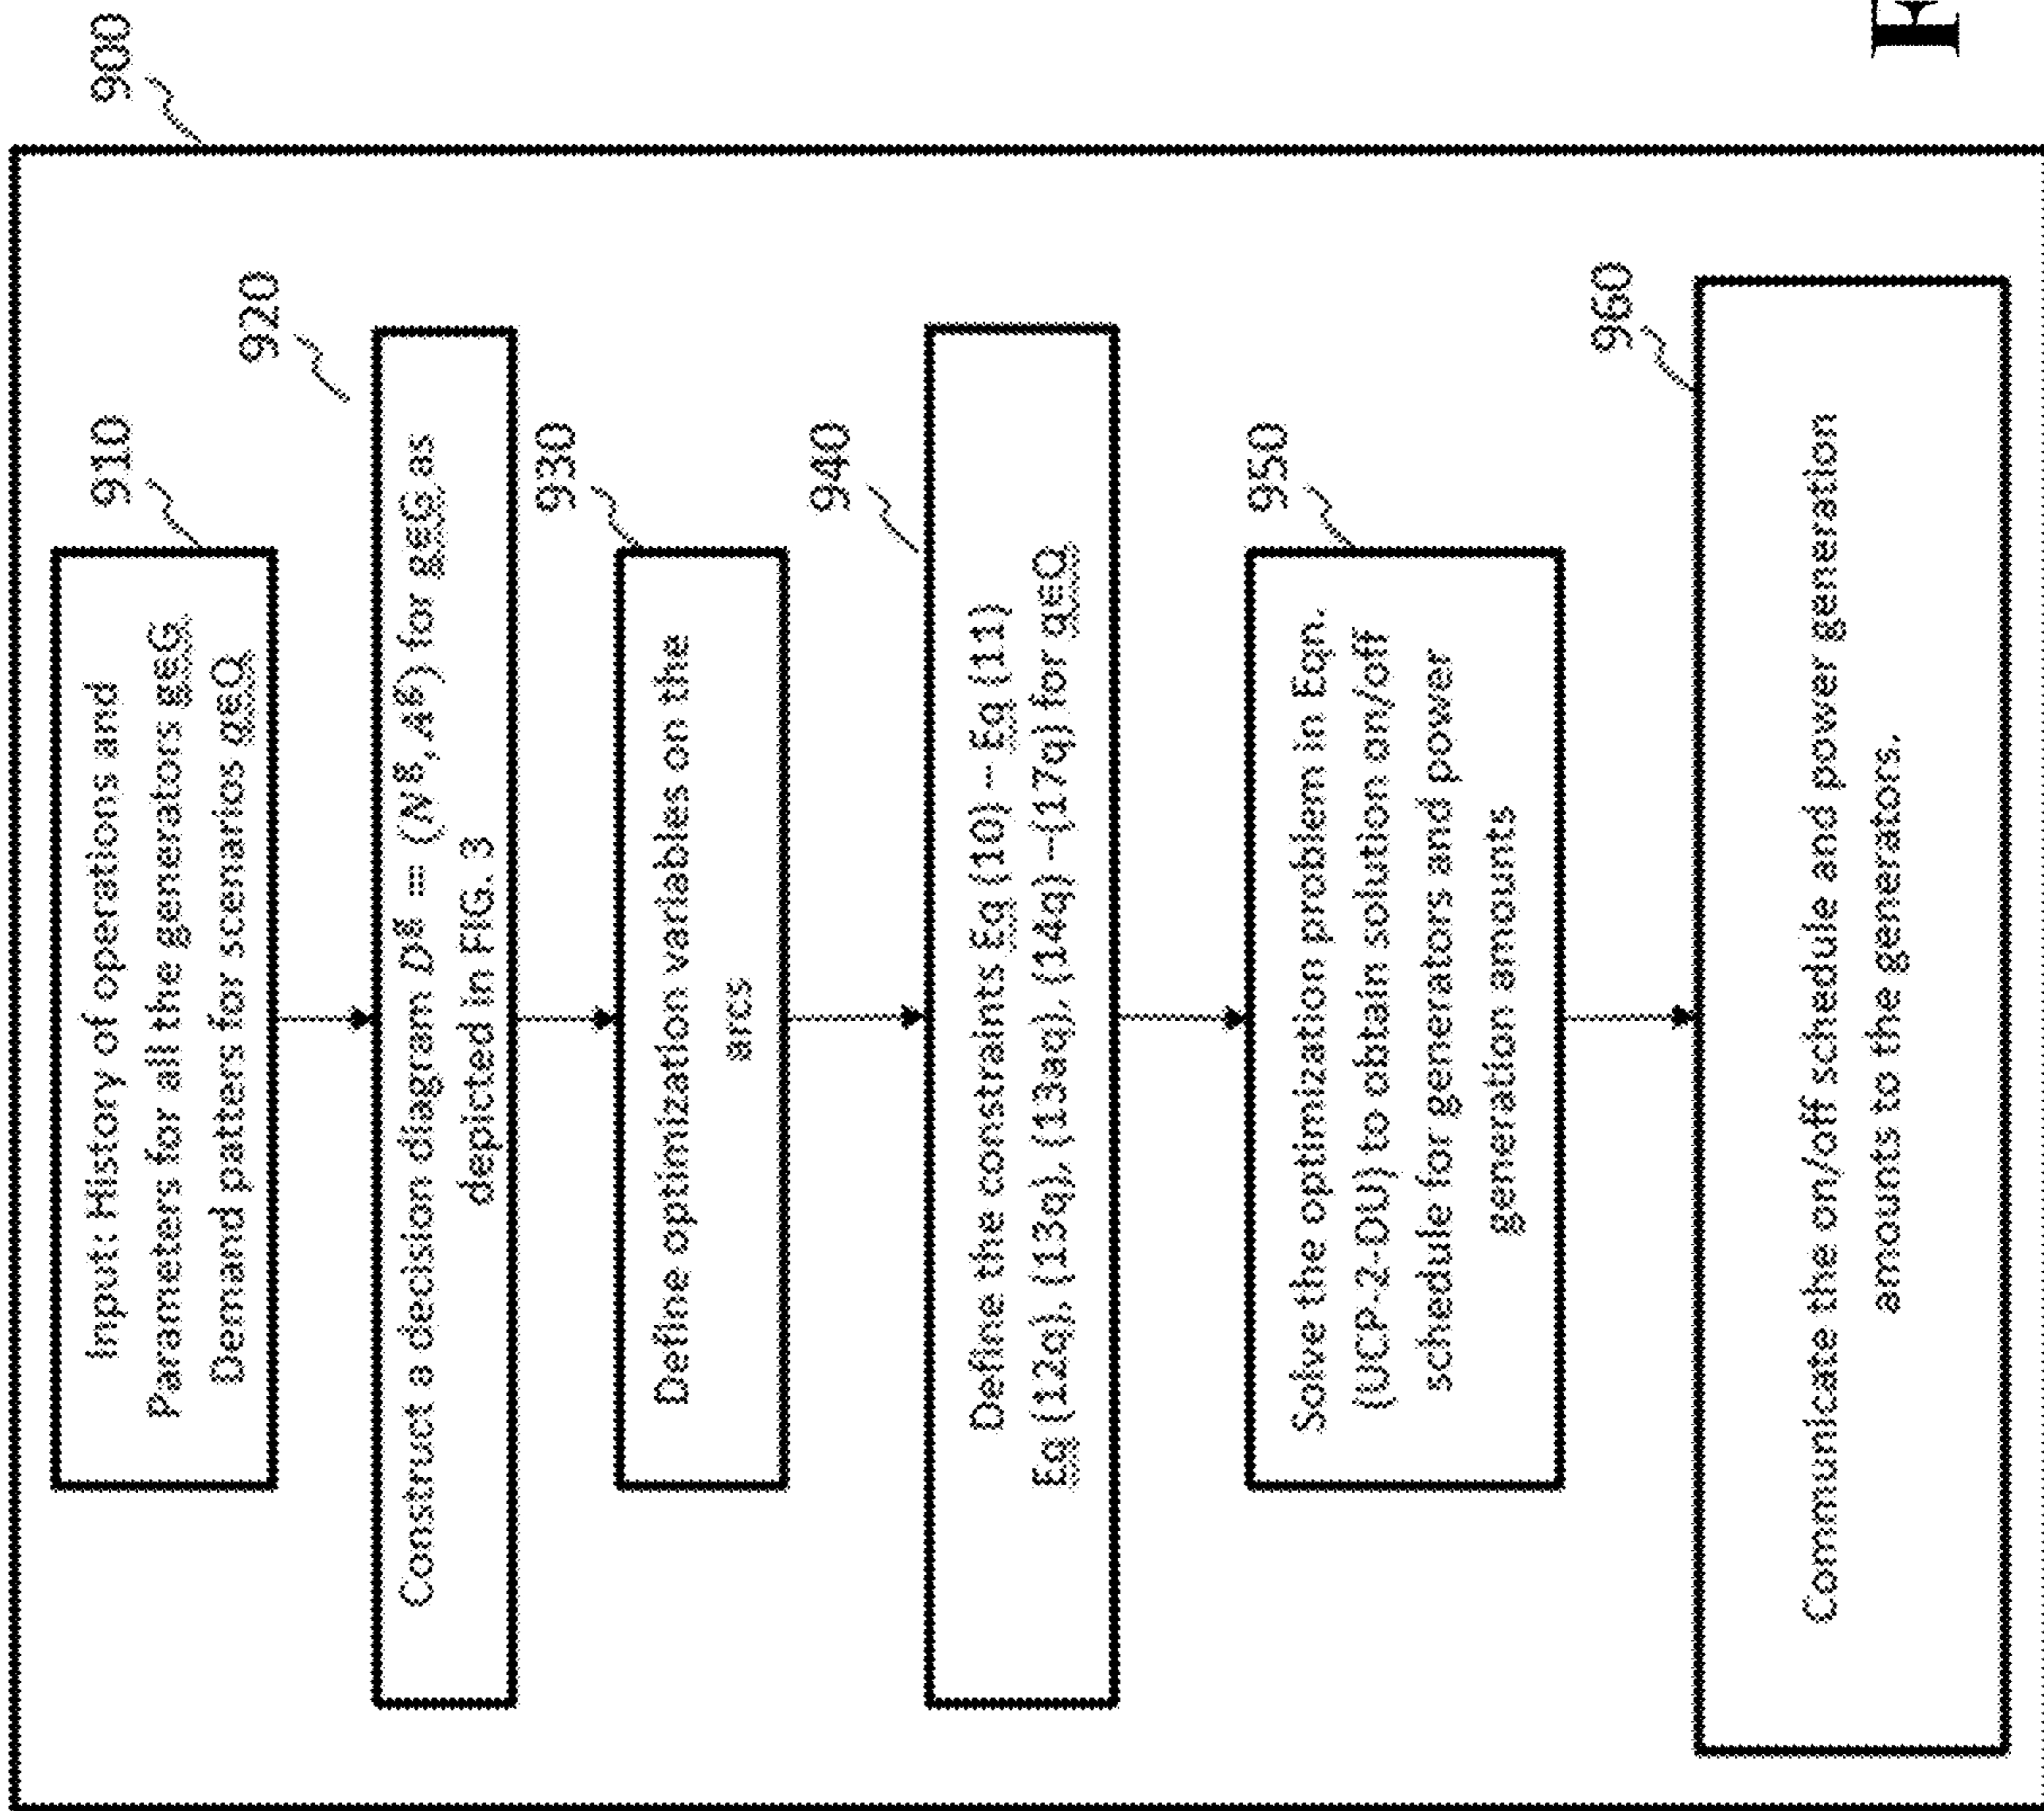 900
910
Input: History of operations and
Parameters for all the generators gεG.
Demand patters for scenarios qεQ
920
Construct a decision diagram Dᵍ = (Nᵍ, Aᵍ) for gεG as
depicted in FIG. 3
930
Define optimization variables on the
arcs
940
Define the constraints Eq (10) – Eq (11)
Eq (12q), (13q), (13aq), (14q) –(17q) for qεQ
950
Solve the optimization problem in Eqn.
(UCP-2-DU) to obtain solution on/off
schedule for generators and power
generation amounts
960
Communicate the on/off schedule and power generation
amounts to the generators.
F